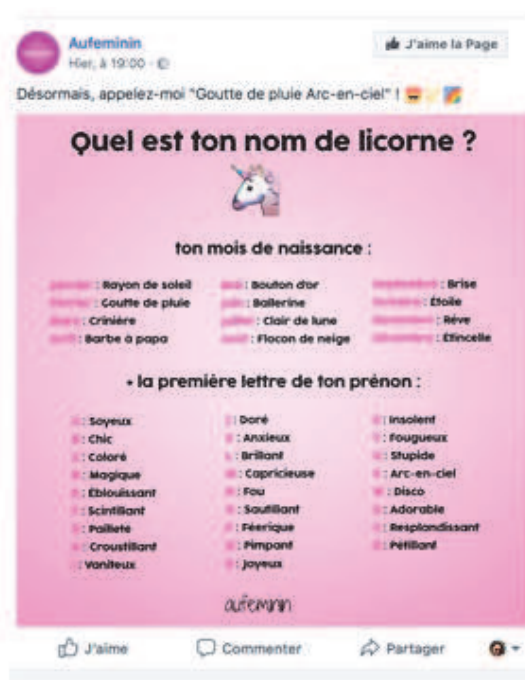 Aufeminin
Hier, à 19:00
J'aime la Page
Désormais, appelez-moi "Goutte de pluie Arc-en-ciel" !
Quel est ton nom de licorne ?
ton mois de naissance :
: Rayon de soleil
: Goutte de pluie
: Crinière
: Barbe à papa
: Bouton d'or
: Ballerine
: Clair de lune
: Flocon de neige
: Brise
: Étoile
: Rêve
: Étincelle
+ la première lettre de ton prénon :
: Soyeux
: Chic
: Coloré
: Magique
: Éblouissant
: Scintillant
: Pailleté
: Croustillant
: Vaniteux
: Doré
: Anxieux
: Brillant
: Capricieuse
: Fou
: Sautillant
: Féerique
: Pimpant
: Joyeux
: Insolent
: Fougueux
: Stupide
: Arc-en-ciel
: Disco
: Adorable
: Resplandissant
: Pétillant
aufeminin
J'aime
Commenter
Partager